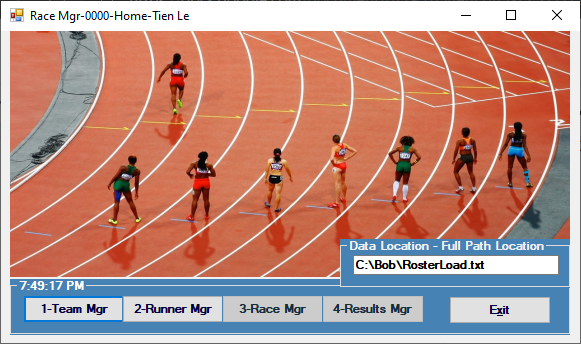 Race Mgr-0000-Home-Tien Le
Data Location - Full Path Location
C:\Bob\RosterLoad.txt
7:49:17 PM
1-Team Mgr 2-Runner Mgr 3-Race Mgr 4-Results Mgr Exit